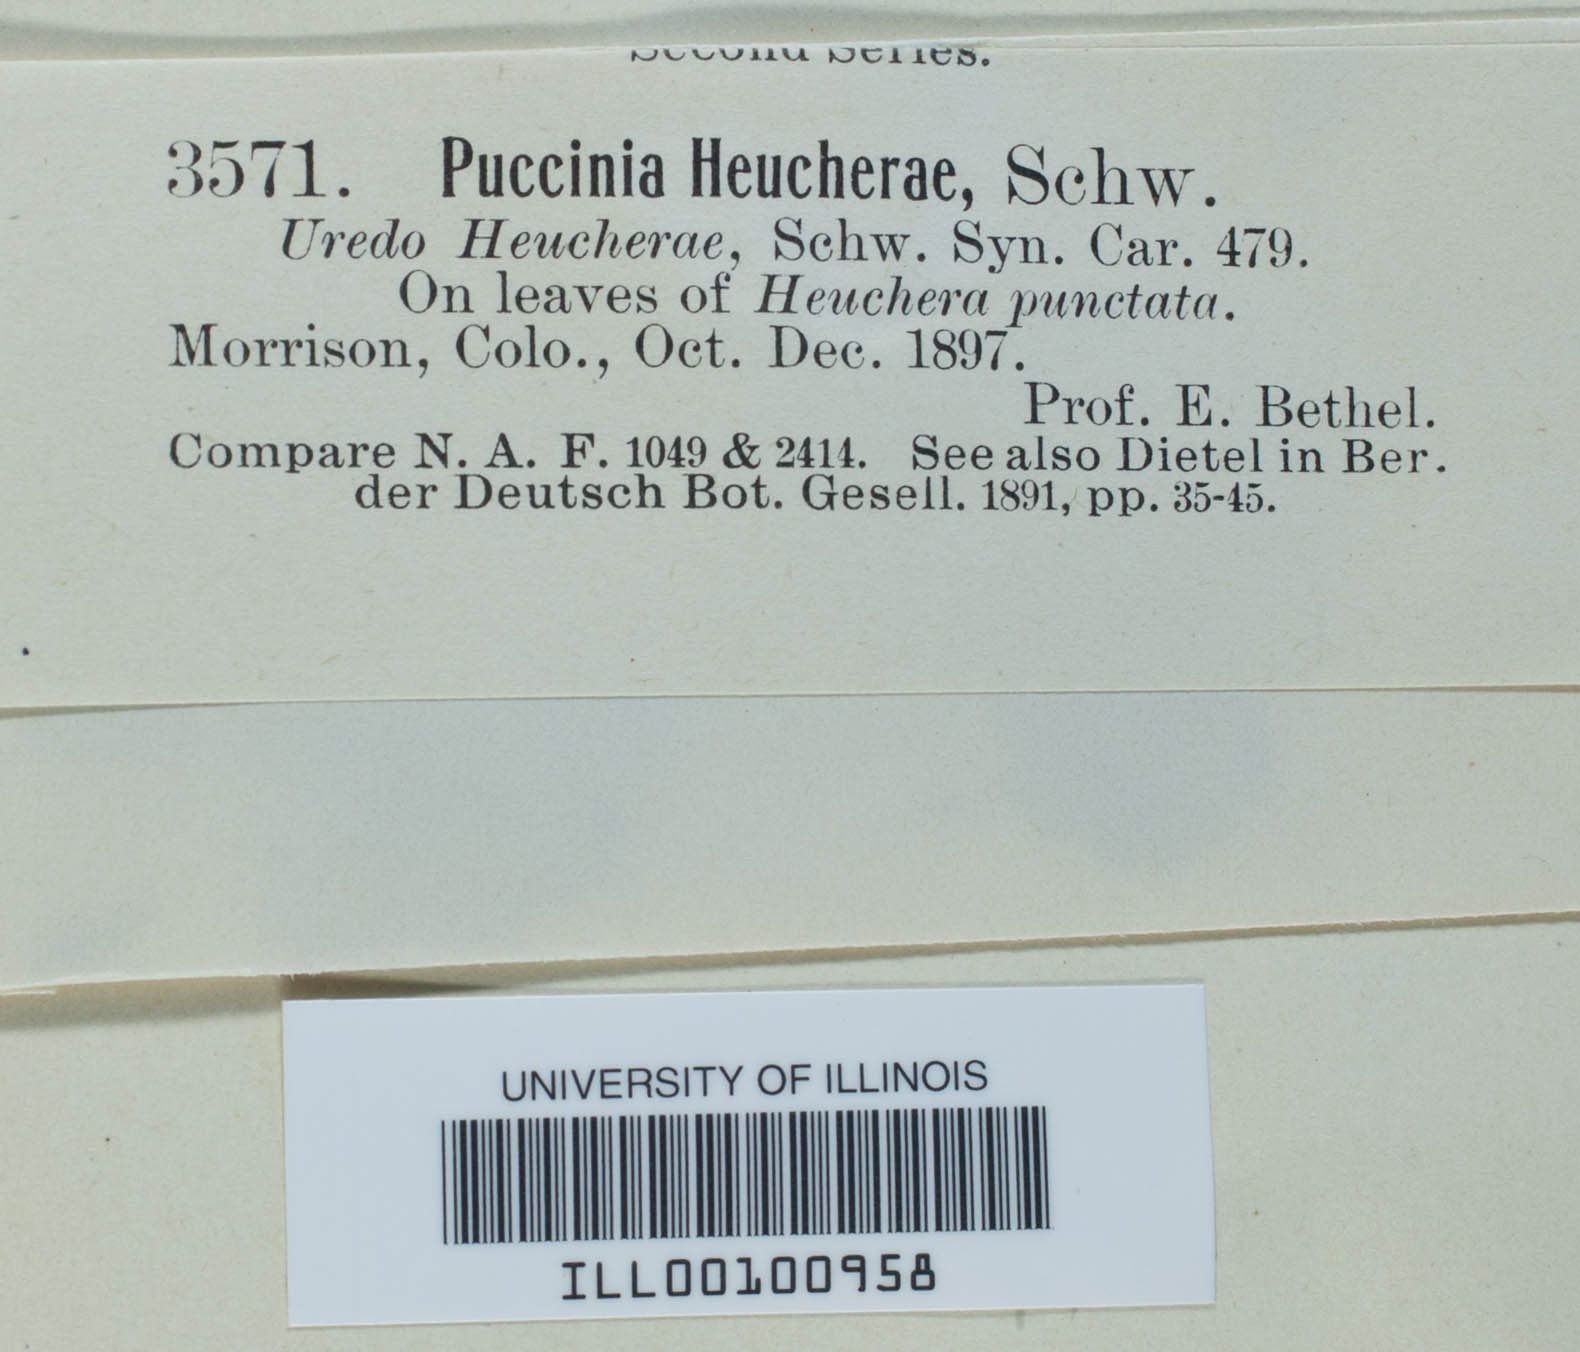 Second Series.
3571. Puccinia Heucherae, Schw.
Uredo Heucherae, Schw. Syn. Car. 479.
On leaves of Heuchera punctata.
Morrison, Colo., Oct. Dec. 1897.
Prof. E. Bethel.
Compare N. A. F. 1049 & 2414. See also Dietel in Ber.
der Deutsch Bot. Gesell. 1891, pp. 35-45.
UNIVERSITY OF ILLINOIS
ILL00100958